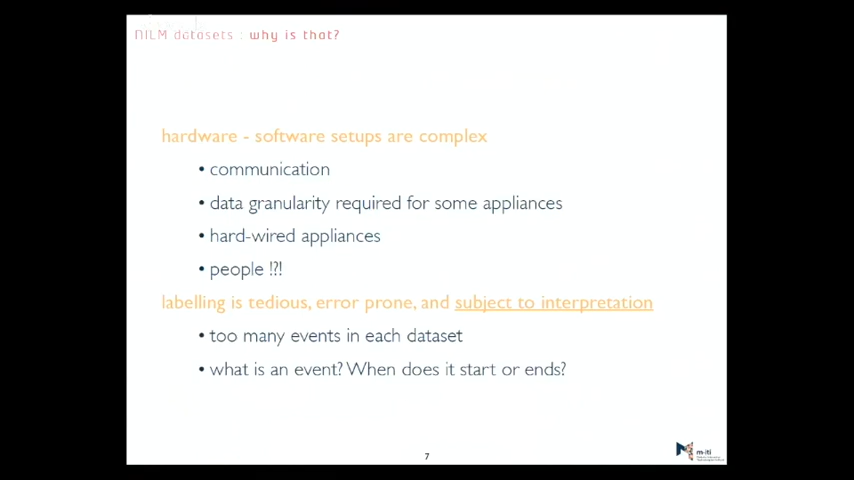 NILM datasets : why is that?
hardware - software setups are complex
• communication
• data granularity required for some appliances
• hard-wired appliances
• people !?!
labelling is tedious, error prone, and subject to interpretation
• too many events in each dataset
• what is an event? When does it start or ends?
7
m-iti